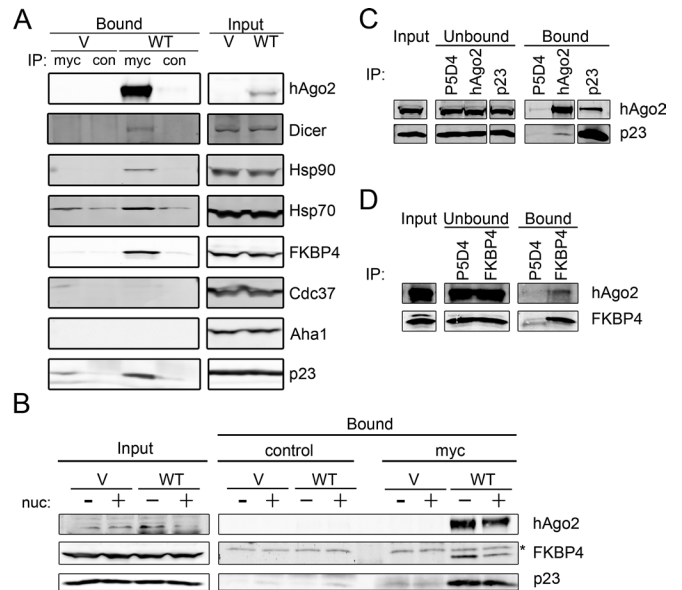 A
Bound Input
V WT V WT
IP: myc con myc con
hAgo2
Dicer
Hsp90
Hsp70
FKBP4
Cdc37
Aha1
p23
C
Input Unbound Bound
IP: P5D4 hAgo2 p23 P5D4 hAgo2 p23
hAgo2
p23
D
Input Unbound Bound
IP: P5D4 FKBP4 P5D4 FKBP4
hAgo2
FKBP4
B
Bound
Input control myc
V WT V WT V WT
nuc: - + - + - + - + - + - +
hAgo2
* FKBP4
p23